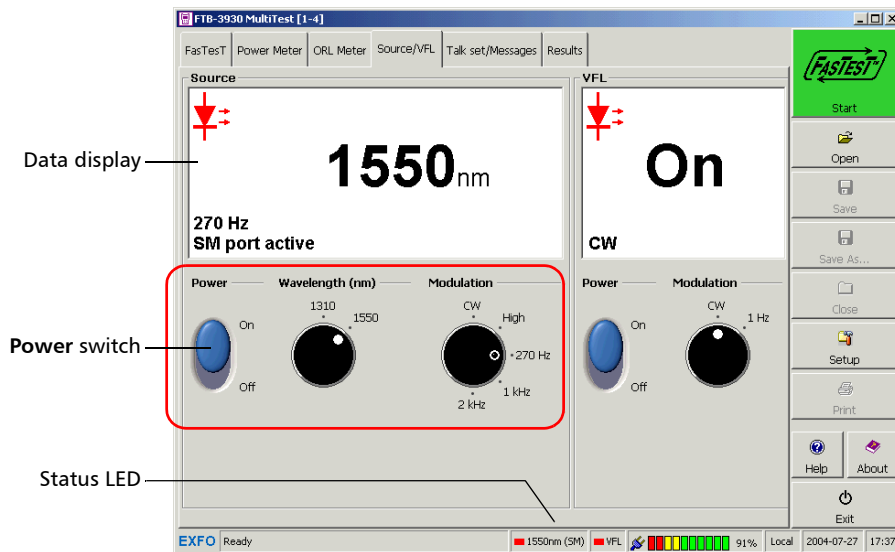 FTB-3930 MultiTest [1-4]
FasTesT Power Meter ORL Meter Source/VFL Talk set/Messages Results
Source
VFL
1550nm
270 Hz
SM port active
On
CW
Data display
Power Wavelength (nm) Modulation
On
Off
1310
1550
CW
High
270 Hz
1 kHz
2 kHz
Power switch
Power Modulation
On
Off
CW
1 Hz
Status LED
FASTEST™
Start
Open
Save
Save As...
Close
Setup
Print
Help About
Exit
EXFO Ready 1550nm (SM) VFL 91% Local 2004-07-27 17:37